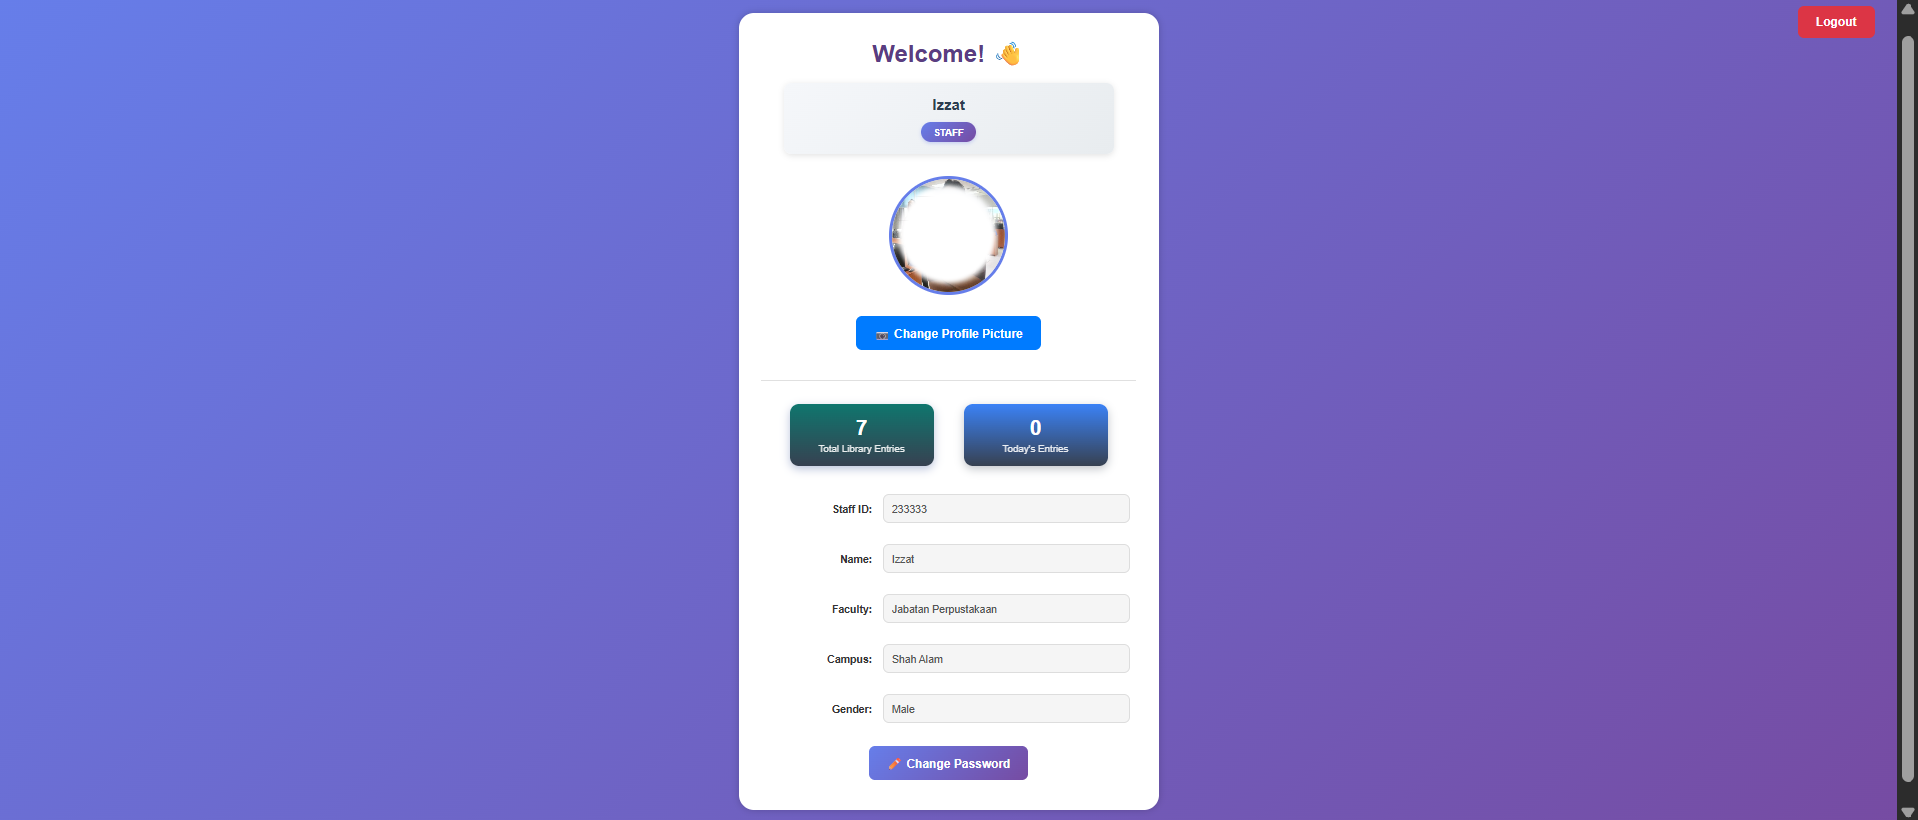 Logout
Welcome! 👋
Izzat
STAFF
📷 Change Profile Picture
7
Total Library Entries
0
Today's Entries
Staff ID: 233333
Name: Izzat
Faculty: Jabatan Perpustakaan
Campus: Shah Alam
Gender: Male
Change Password